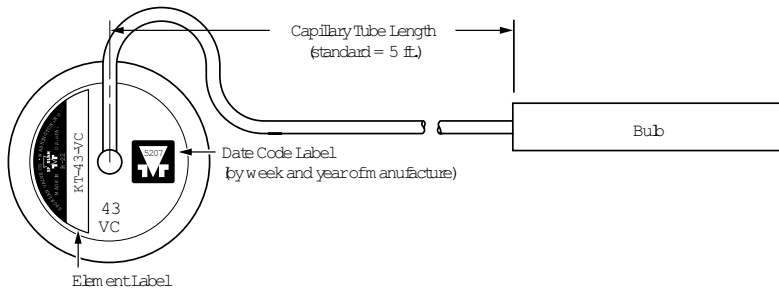 Capillary Tube Length
(standard = 5 ft.)
Bulb
5207
Date Code Label
(by week and year of manufacture)
KT-43-VC
43
VC
R-22
Element Label